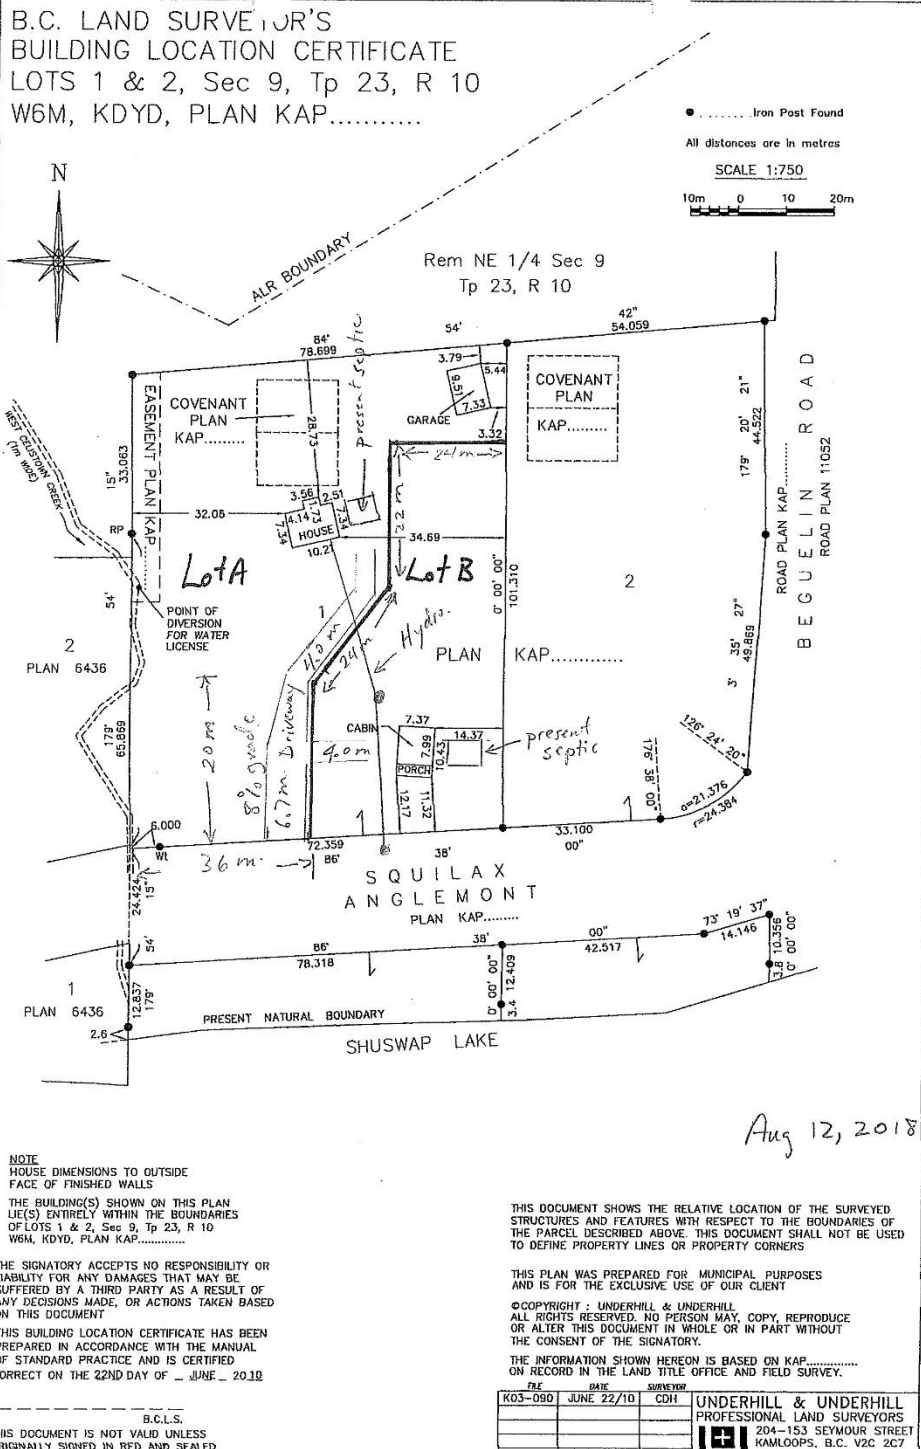 B.C. LAND SURVEYOR'S
BUILDING LOCATION CERTIFICATE
LOTS 1 & 2, Sec 9, Tp 23, R 10
W6M, KDYD, PLAN KAP...........
● ........Iron Post Found
All distances are in metres
SCALE 1:750
10m 0 10 20m
N
ALR BOUNDARY
Rem NE 1/4 Sec 9
Tp 23, R 10
84'
78.699
54'
42"
54.059
EASEMENT PLAN KAP.........
COVENANT
PLAN
KAP.........
28.73
present septic
3.79
5.44
9.51
7.33
GARAGE
3.32
COVENANT
PLAN
KAP.........
21"
20'
179°
44.522
BEGUELIN ROAD
ROAD PLAN KAP.........
ROAD PLAN 11052
WEST CELISTOWN CREEK
(1m WIDE)
15"
33.063
RP
32.05
3.56
2.51
4.14
1.73
7.34
7.34
HOUSE
10.21
34.69
24m
22m
Lot A
Lot B
0° 00' 00"
101.310
2
1
54'
POINT OF
DIVERSION
FOR WATER
LICENSE
2
PLAN 6436
4.0m
24m
Hydro.
PLAN KAP.............
27"
35'
3°
49.869
179°
65.869
20m
8% grade
6.7m Driveway
4.0m
CABIN
7.37
7.99
PORCH
12.17
11.32
14.37
10.43
present
septic
126° 24' 20"
176° 38' 00"
a=21.376
r=24.384
6.000
Wt
72.359
86°
36m.
38'
33.100
00"
24.424
15"
SQUILAX
ANGLEMONT
PLAN KAP.........
54'
86°
78.318
38'
00"
42.517
73° 19' 37"
14.146
3.8 10.356
0° 00' 00"
0° 00' 00"
3.4 12.409
1
PLAN 6436
12.837
179°
2.6
PRESENT NATURAL BOUNDARY
SHUSWAP LAKE
Aug 12, 2018
NOTE
HOUSE DIMENSIONS TO OUTSIDE
FACE OF FINISHED WALLS
THE BUILDING(S) SHOWN ON THIS PLAN
LIE(S) ENTIRELY WITHIN THE BOUNDARIES
OF LOTS 1 & 2, Sec 9, Tp 23, R 10
W6M, KDYD, PLAN KAP.............
HE SIGNATORY ACCEPTS NO RESPONSIBILITY OR
IABILITY FOR ANY DAMAGES THAT MAY BE
UFFERED BY A THIRD PARTY AS A RESULT OF
NY DECISIONS MADE, OR ACTIONS TAKEN BASED
N THIS DOCUMENT
HIS BUILDING LOCATION CERTIFICATE HAS BEEN
REPARED IN ACCORDANCE WITH THE MANUAL
F STANDARD PRACTICE AND IS CERTIFIED
ORRECT ON THE 22ND DAY OF _ JUNE _ 2010
B.C.L.S.
HIS DOCUMENT IS NOT VALID UNLESS
RIGINALLY SIGNED IN RED AND SEALED
THIS DOCUMENT SHOWS THE RELATIVE LOCATION OF THE SURVEYED
STRUCTURES AND FEATURES WITH RESPECT TO THE BOUNDARIES OF
THE PARCEL DESCRIBED ABOVE. THIS DOCUMENT SHALL NOT BE USED
TO DEFINE PROPERTY LINES OR PROPERTY CORNERS
THIS PLAN WAS PREPARED FOR MUNICIPAL PURPOSES
AND IS FOR THE EXCLUSIVE USE OF OUR CLIENT
©COPYRIGHT : UNDERHILL & UNDERHILL
ALL RIGHTS RESERVED. NO PERSON MAY, COPY, REPRODUCE
OR ALTER THIS DOCUMENT IN WHOLE OR IN PART WITHOUT
THE CONSENT OF THE SIGNATORY.
THE INFORMATION SHOWN HEREON IS BASED ON KAP.............
ON RECORD IN THE LAND TITLE OFFICE AND FIELD SURVEY.
FILE DATE SURVEYOR
K03-090 JUNE 22/10 CDH
UNDERHILL & UNDERHILL
PROFESSIONAL LAND SURVEYORS
204-153 SEYMOUR STREET
KAMLOOPS, B.C. V2C 2C7